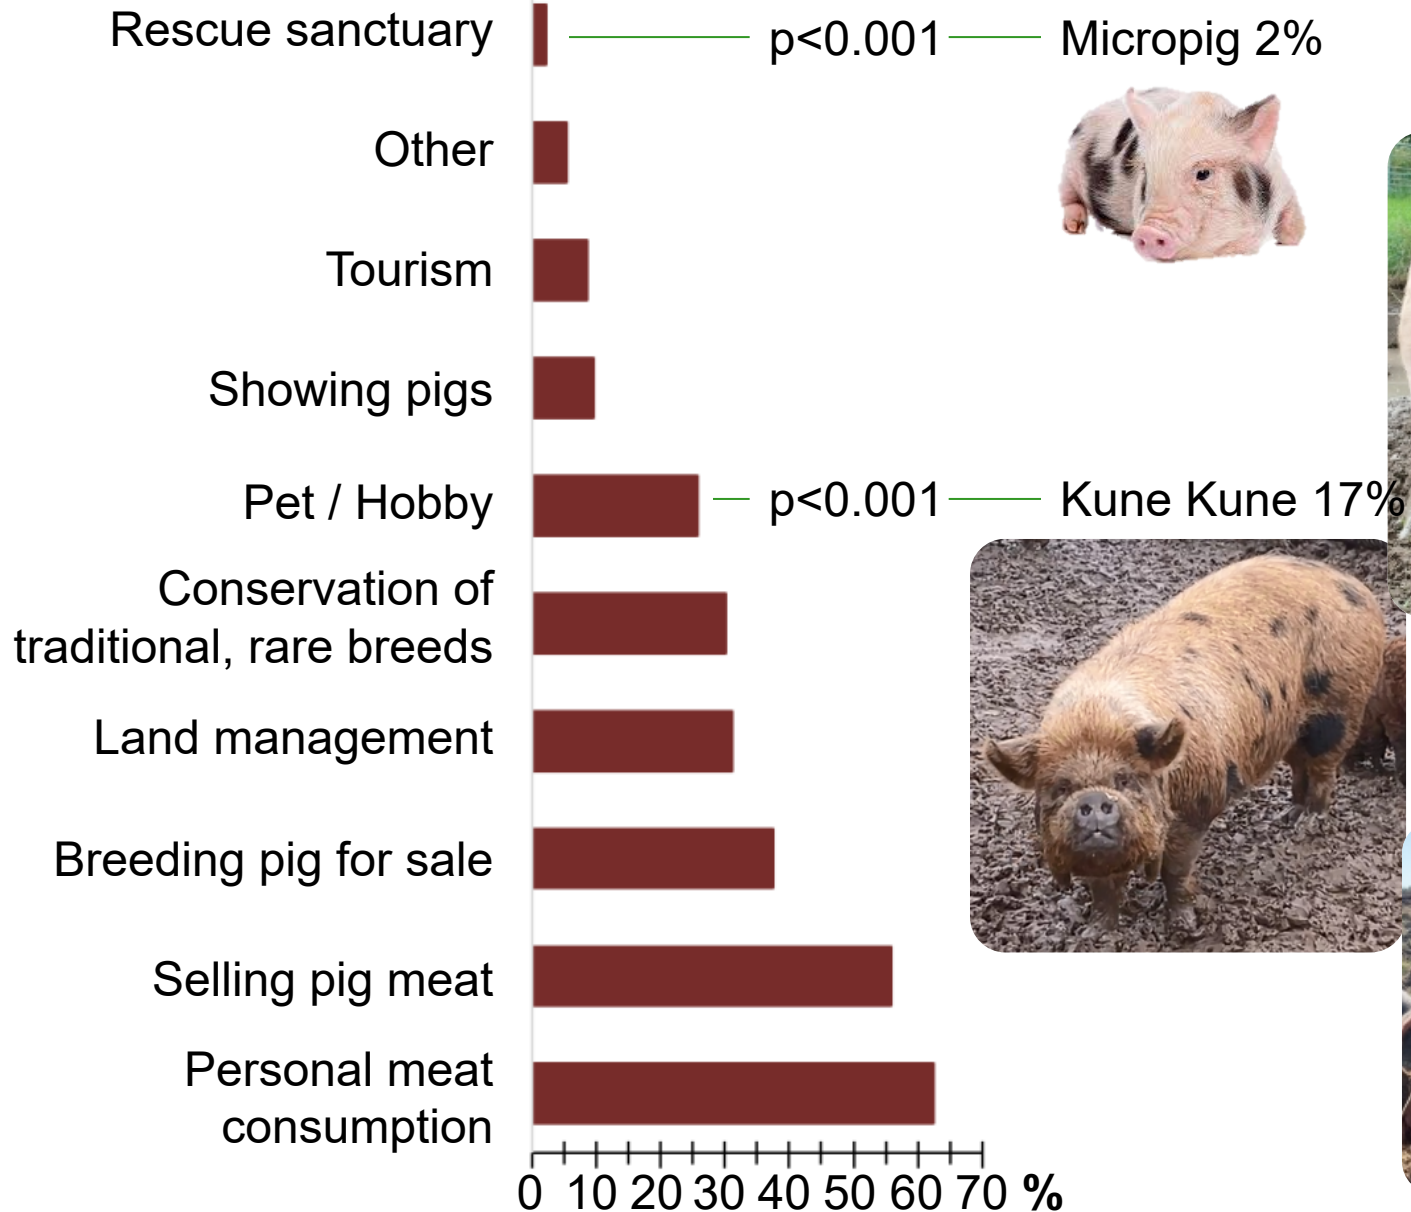 Rescue sanctuary
p<0.001
Micropig 2%
Other
Tourism
Showing pigs
Pet / Hobby
p<0.001
Kune Kune 17%
Conservation of
traditional, rare breeds
Land management
Breeding pig for sale
Selling pig meat
Personal meat
consumption
0 10 20 30 40 50 60 70 %